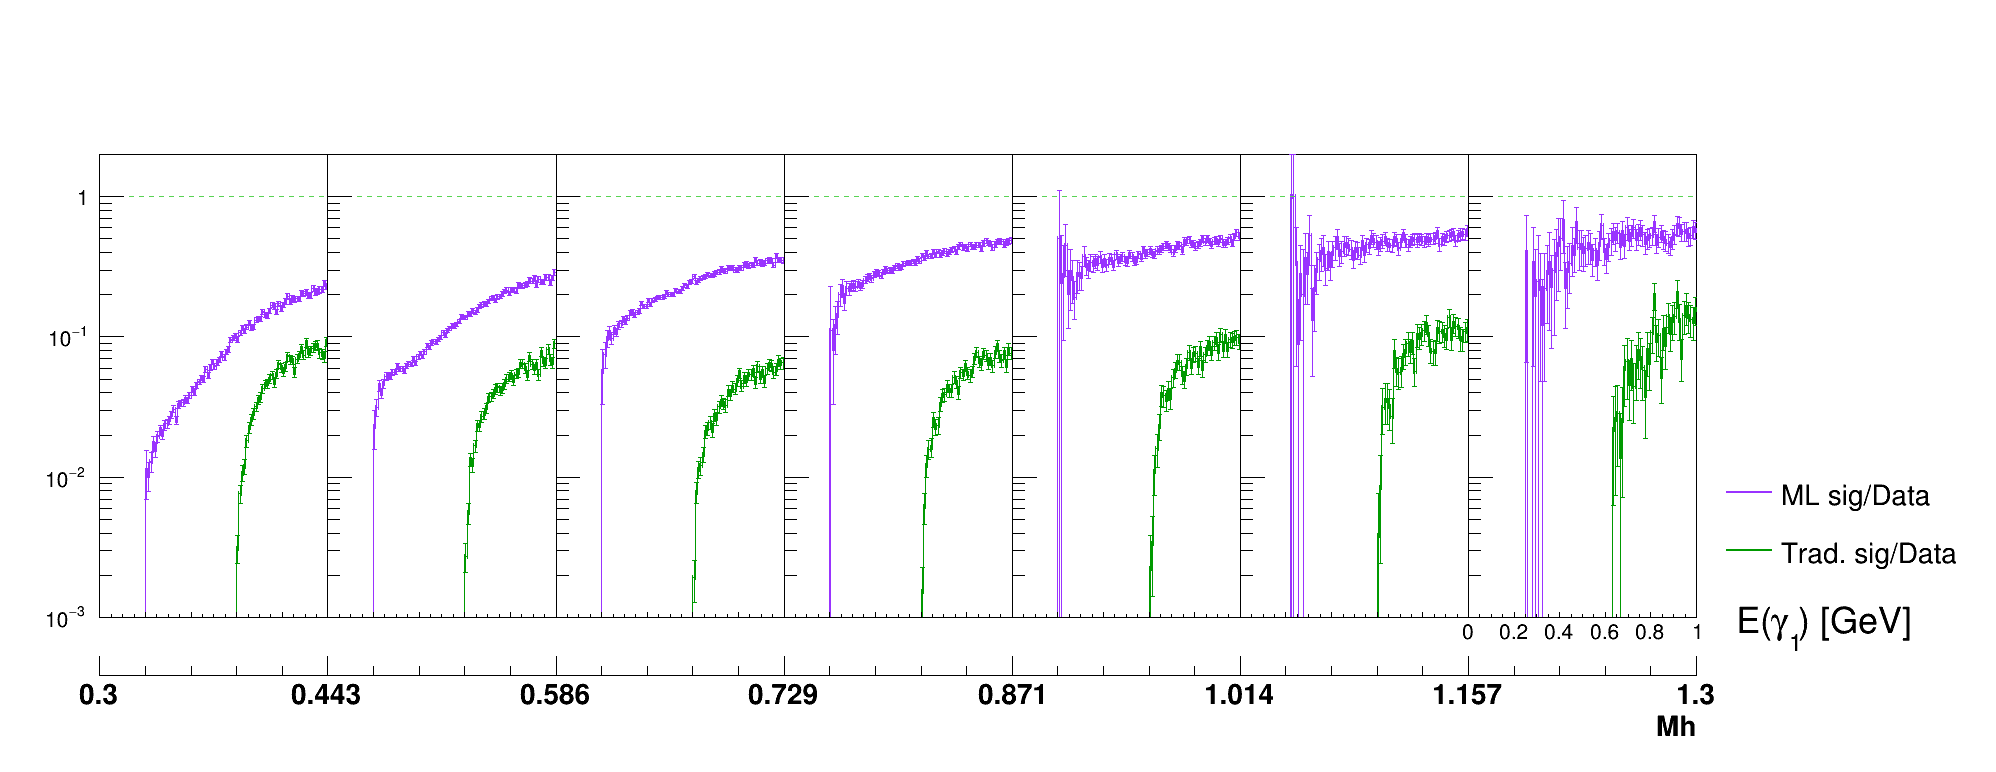 1
10⁻¹
10⁻²
10⁻³
ML sig/Data
Trad. sig/Data
0 0.2 0.4 0.6 0.8 1
E(γ₁) [GeV]
0.3 0.443 0.586 0.729 0.871 1.014 1.157 1.3
Mh